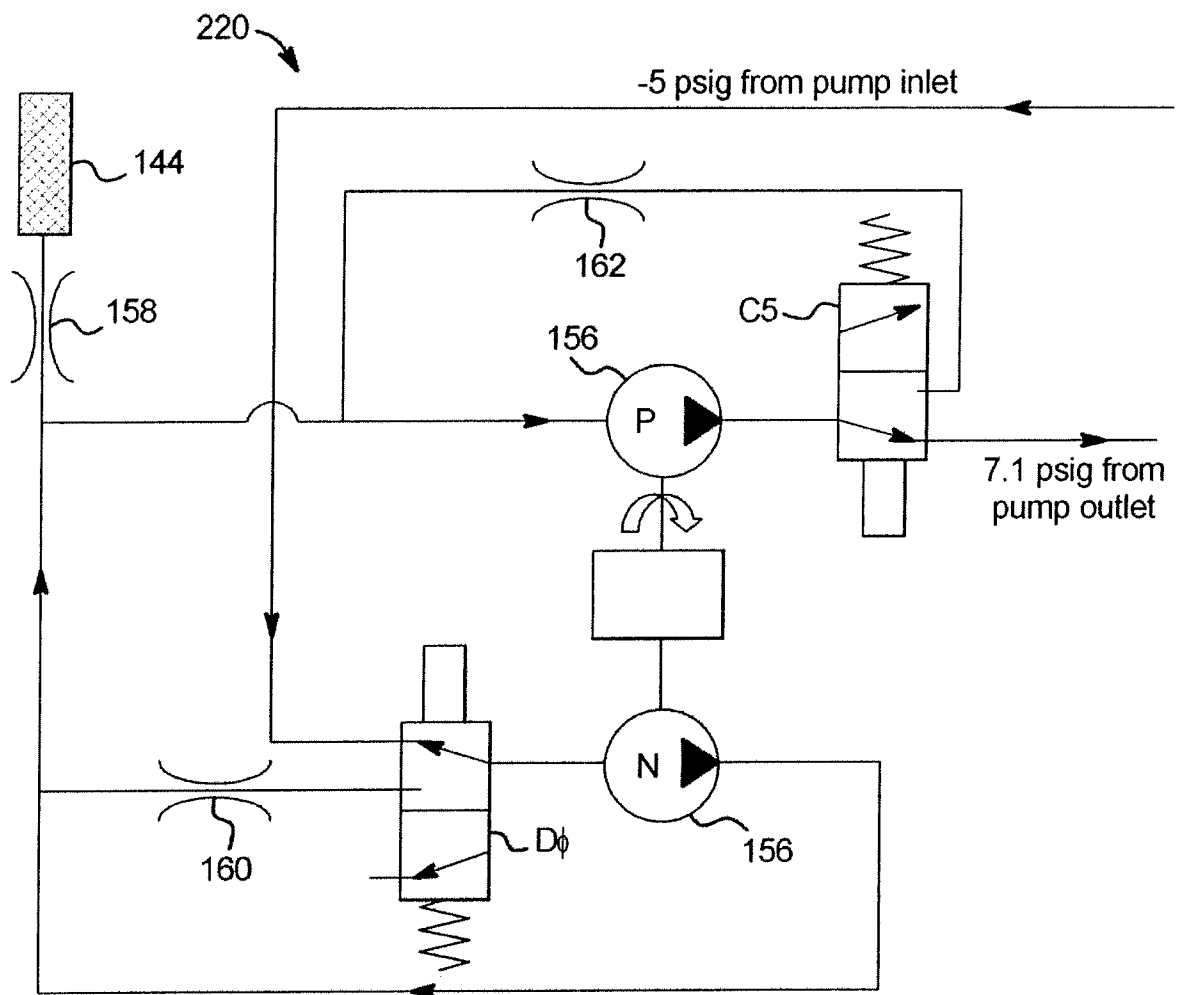 220
-5 psig from pump inlet
144
162
158
C5
156
P
7.1 psig from
pump outlet
N
160
Dϕ
156